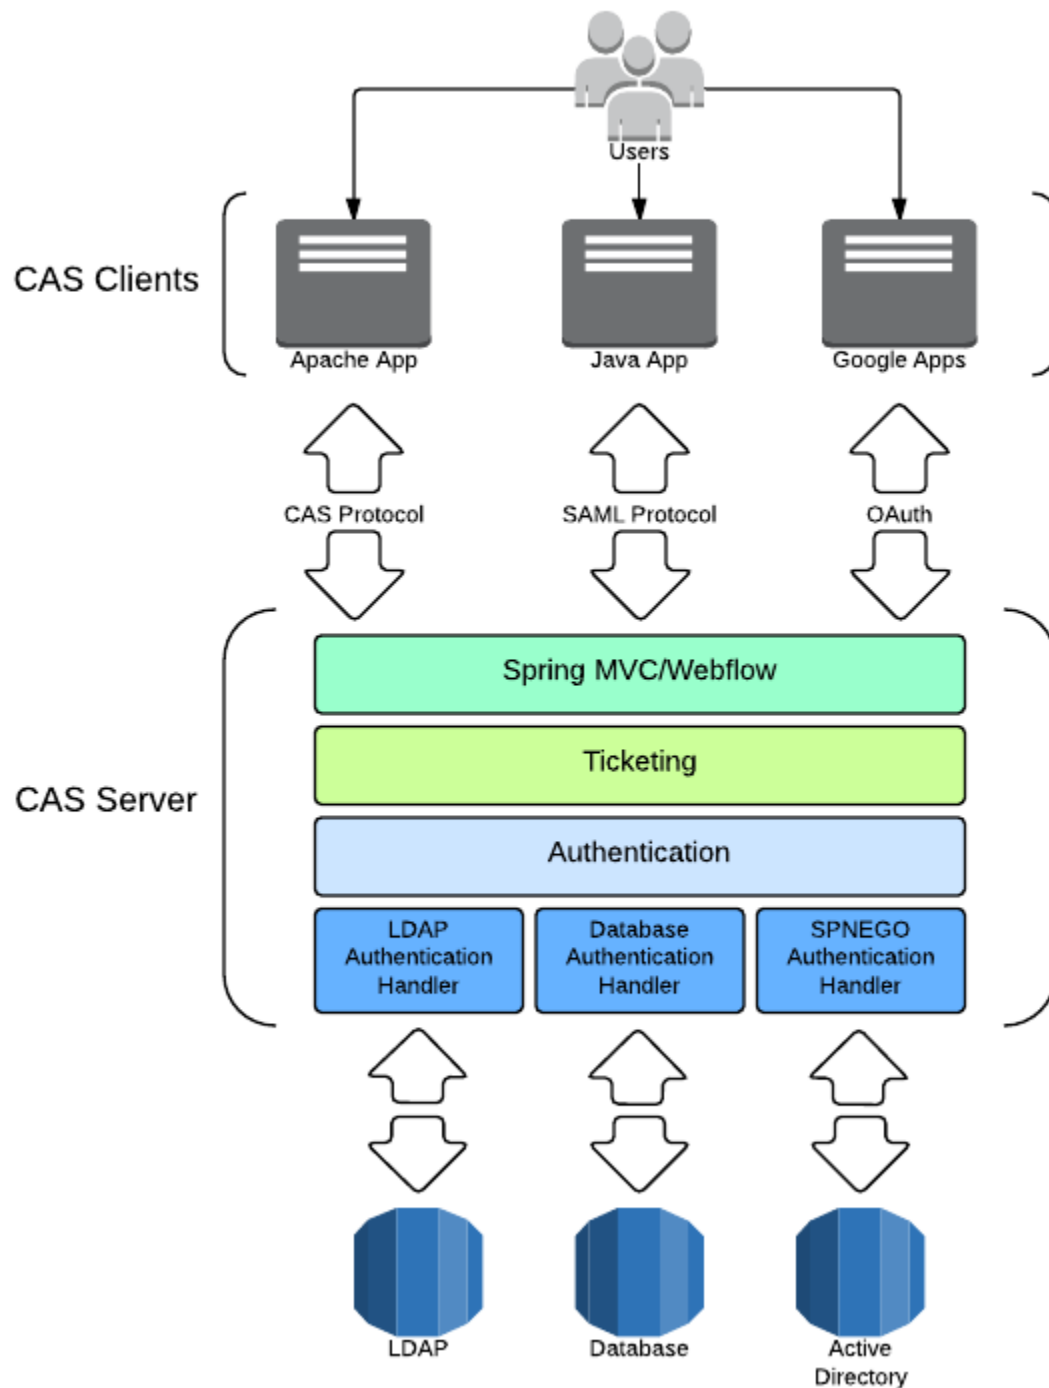 Users
CAS Clients
Apache App
Java App
Google Apps
CAS Protocol
SAML Protocol
OAuth
CAS Server
Spring MVC/Webflow
Ticketing
Authentication
LDAP
Authentication
Handler
Database
Authentication
Handler
SPNEGO
Authentication
Handler
LDAP
Database
Active
Directory